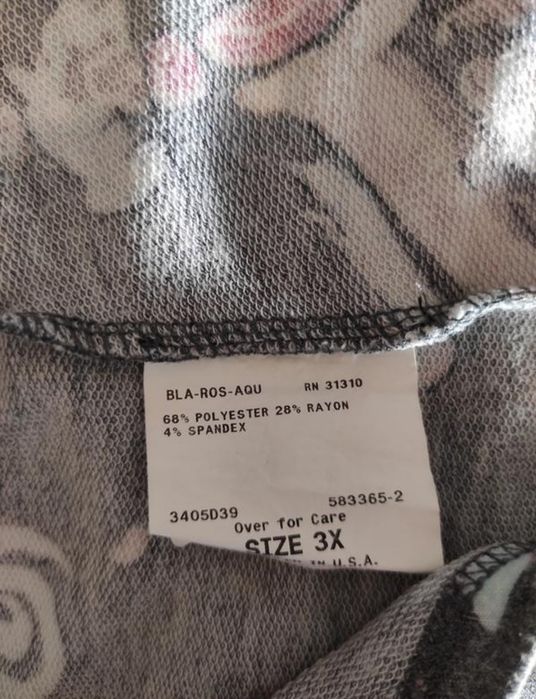 BLA-ROS-AQU RN 31310
68% POLYESTER 28% RAYON
4% SPANDEX
3405D39 583365-2
Over for Care
SIZE 3X
IN U.S.A.